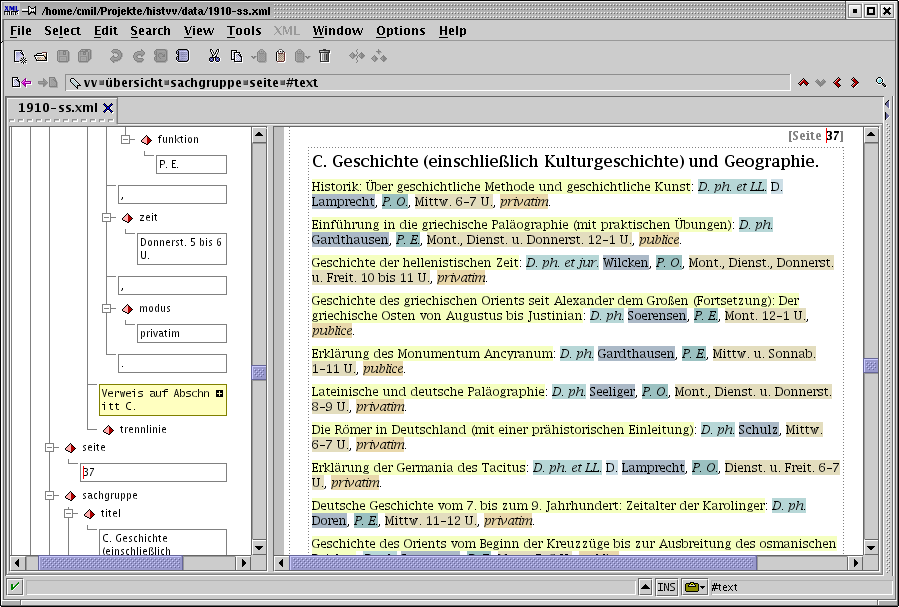 /home/cmil/Projekte/histvv/data/1910-ss.xml
File Select Edit Search View Tools XML Window Options Help
vv=übersicht=sachgruppe=seite=#text
1910-ss.xml
funktion
P. E.
,
zeit
Donnerst. 5 bis 6
U.
,
modus
privatim
.
Verweis auf Abschn
itt C.
trennlinie
seite
37
sachgruppe
titel
C. Geschichte
(einschließlich
[Seite 37]
C. Geschichte (einschließlich Kulturgeschichte) und Geographie.
Historik: Über geschichtliche Methode und geschichtliche Kunst: D. ph. et LL. D.
Lamprecht, P. O., Mittw. 6–7 U., privatim.
Einführung in die griechische Paläographie (mit praktischen Übungen): D. ph.
Gardthausen, P. E., Mont., Dienst. u. Donnerst. 12–1 U., publice.
Geschichte der hellenistischen Zeit: D. ph. et jur. Wilcken, P. O., Mont., Dienst., Donnerst.
u. Freit. 10 bis 11 U., privatim.
Geschichte des griechischen Orients seit Alexander dem Großen (Fortsetzung): Der
griechische Osten von Augustus bis Justinian: D. ph. Soerensen, P. E., Mont. 12–1 U.,
publice.
Erklärung des Monumentum Ancyranum: D. ph. Gardthausen, P. E., Mittw. u. Sonnab.
1–11 U., publice.
Lateinische und deutsche Paläographie: D. ph. Seeliger, P. O., Mont., Dienst. u. Donnerst.
8–9 U., privatim.
Die Römer in Deutschland (mit einer prähistorischen Einleitung): D. ph. Schulz, Mittw.
6–7 U., privatim.
Erklärung der Germania des Tacitus: D. ph. et LL. D. Lamprecht, P. O., Dienst. u. Freit. 6–7
U., privatim.
Deutsche Geschichte vom 7. bis zum 9. Jahrhundert: Zeitalter der Karolinger: D. ph.
Doren, P. E., Mittw. 11–12 U., privatim.
Geschichte des Orients vom Beginn der Kreuzzüge bis zur Ausbreitung des osmanischen
INS #text